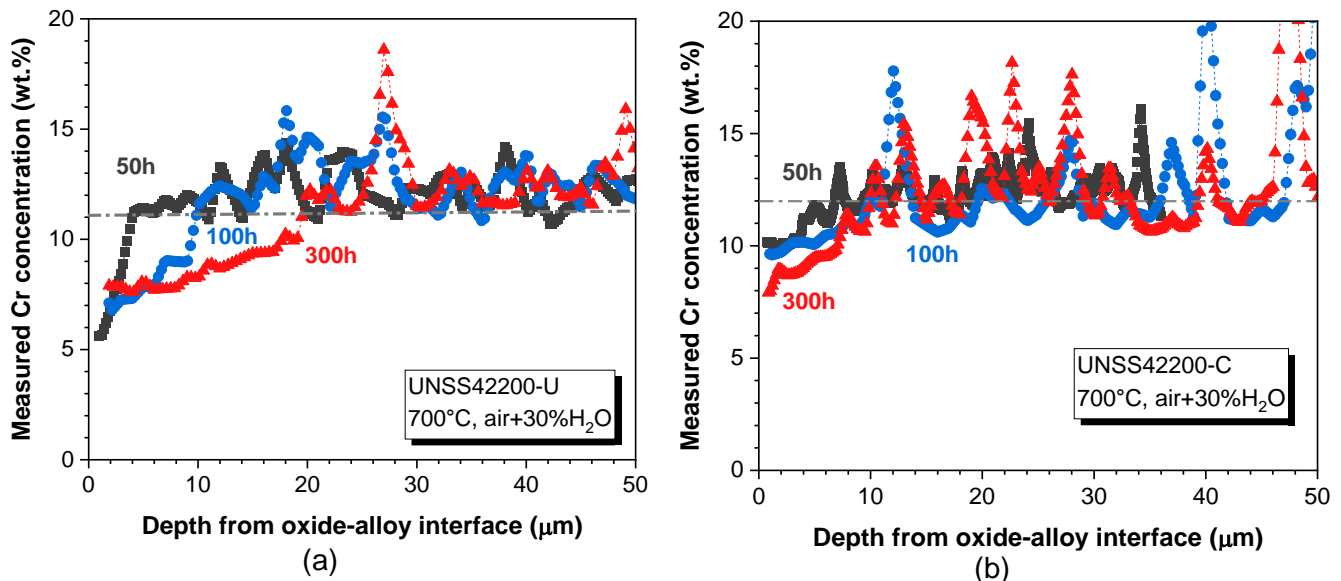 20
15
10
5
0
Measured Cr concentration (wt.%)
50h
100h
300h
UNSS42200-U
700°C, air+30%H₂O
0 10 20 30 40 50
Depth from oxide-alloy interface (μm)
(a)
20
15
10
5
0
Measured Cr concentration (wt.%)
50h
100h
300h
UNSS42200-C
700°C, air+30%H₂O
0 10 20 30 40 50
Depth from oxide-alloy interface (μm)
(b)